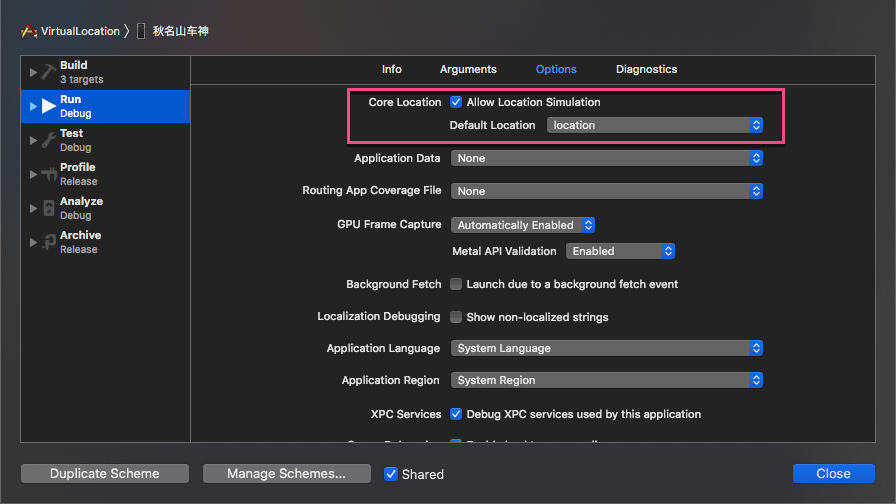 VirtualLocation 〉 秋名山车神
Build
3 targets
Run
Debug
Test
Debug
Profile
Release
Analyze
Debug
Archive
Release
Info Arguments Options Diagnostics
Core Location Allow Location Simulation
Default Location location
Application Data None
Routing App Coverage File None
GPU Frame Capture Automatically Enabled
Metal API Validation Enabled
Background Fetch Launch due to a background fetch event
Localization Debugging Show non-localized strings
Application Language System Language
Application Region System Region
XPC Services Debug XPC services used by this application
Duplicate Scheme Manage Schemes... Shared Close